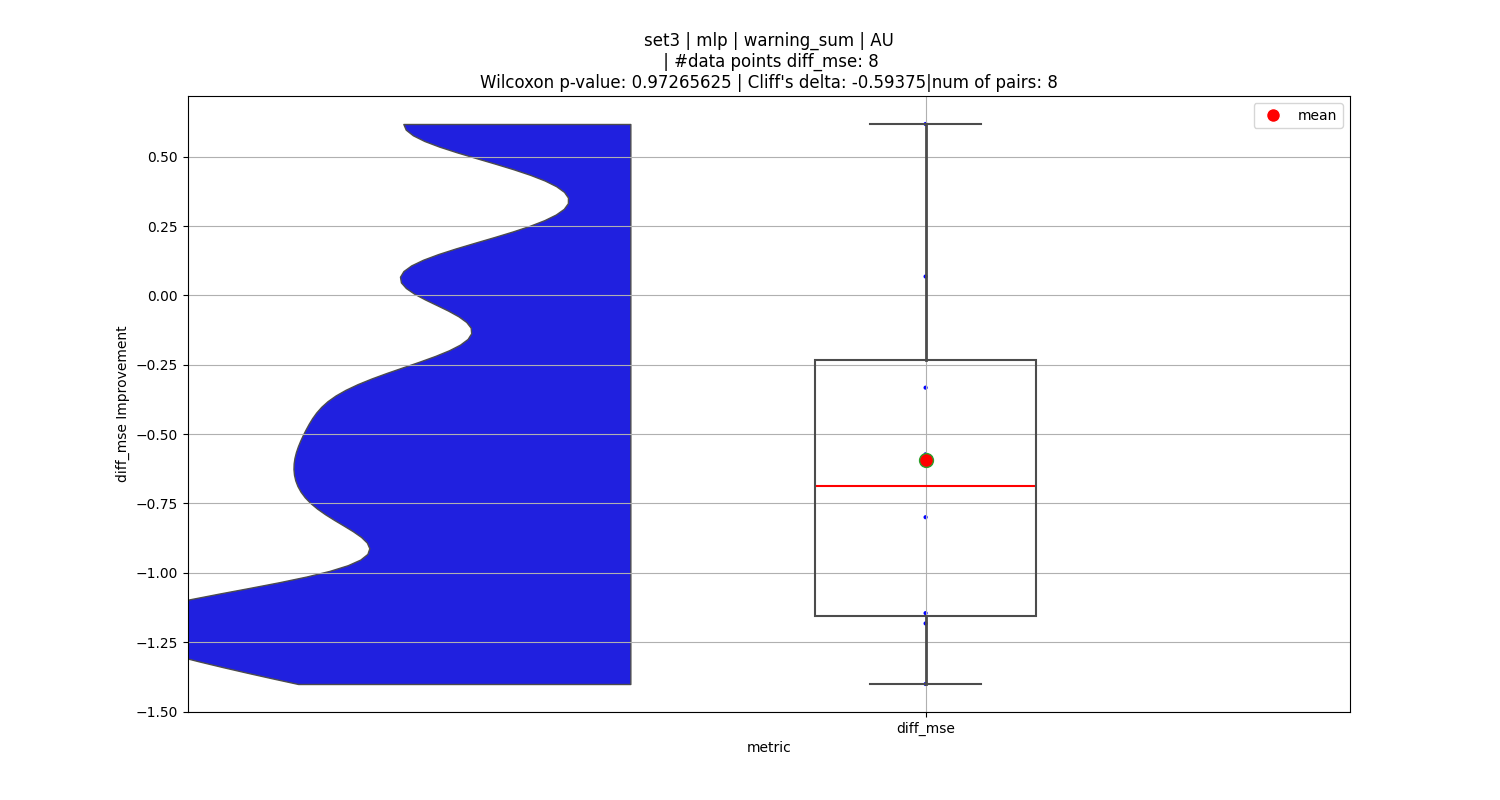 set3 | mlp | warning_sum | AU
| #data points diff_mse: 8
Wilcoxon p-value: 0.97265625 | Cliff's delta: -0.59375|num of pairs: 8
mean
0.50
0.25
0.00
−0.25
−0.50
−0.75
−1.00
−1.25
−1.50
diff_mse Improvement
diff_mse
metric